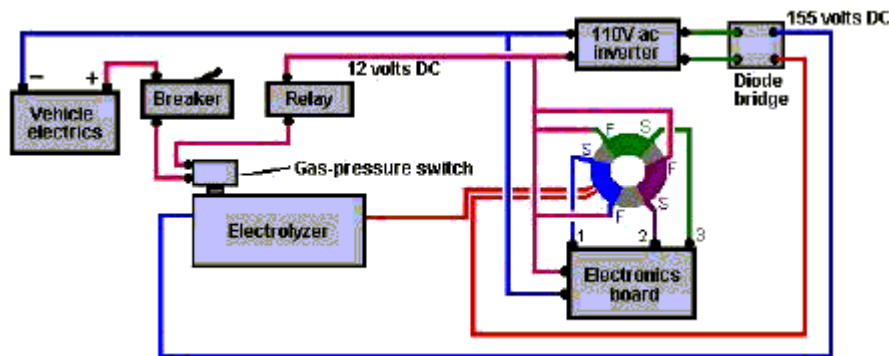 155 volts DC
110V ac
inverter
Diode
bridge
12 volts DC
− +
Vehicle
electrics
Breaker
Relay
Gas-pressure switch
Electrolyzer
F S
S F
S
F
1 2 3
Electronics
board